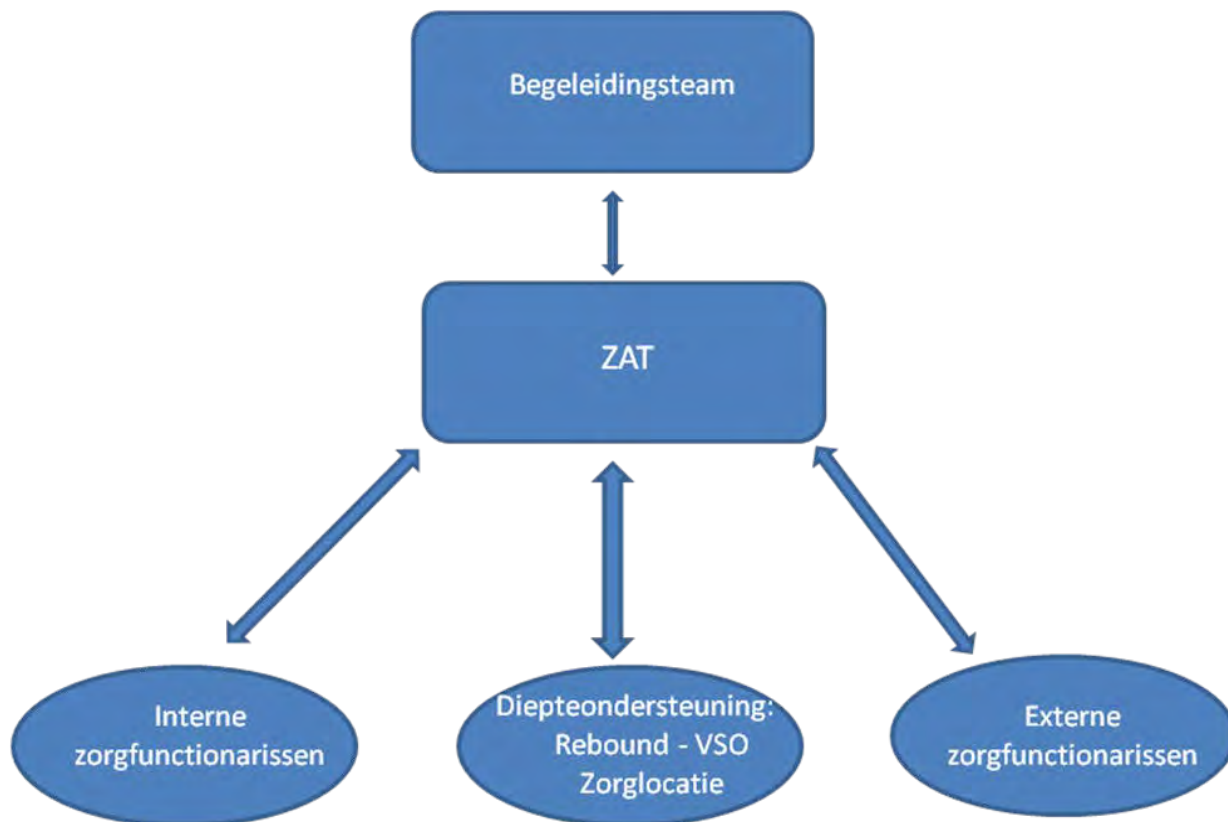 Begeleidingsteam
ZAT
Interne
zorgfunctionarissen
Diepteondersteuning:
Rebound - VSO
Zorglocatie
Externe
zorgfunctionarissen